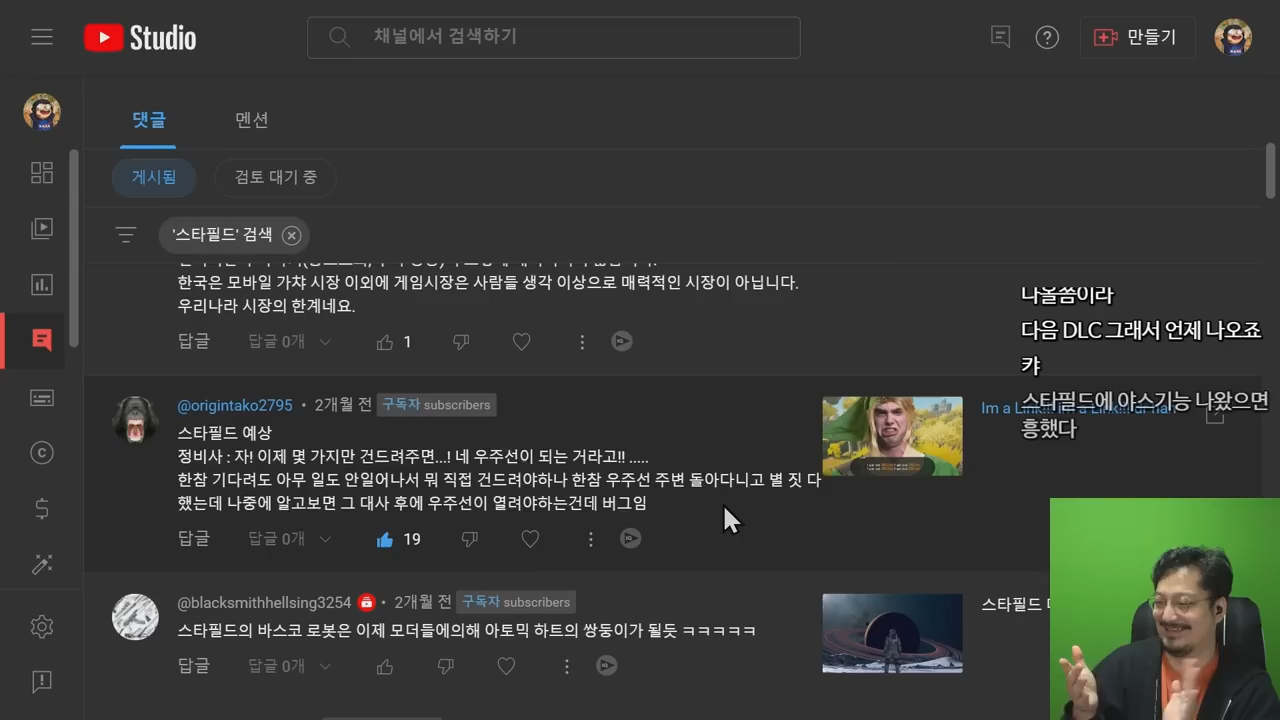 Studio
채널에서 검색하기
만들기
댓글
멘션
게시됨
검토 대기 중
'스타필드' 검색
한국은 모바일 가챠 시장 이외에 게임시장은 사람들 생각 이상으로 매력적인 시장이 아닙니다.
우리나라 시장의 한계네요.
답글
답글 0개
1
나올쯤이라
다음 DLC 그래서 언제 나오죠
캬
스타필드에 야스기능 나왔으면
흥했다
@origintako2795 • 2개월 전 구독자 subscribers
스타필드 예상
정비사 : 자! 이제 몇 가지만 건드려주면...! 네 우주선이 되는 거라고!! .....
한참 기다려도 아무 일도 안일어나서 뭐 직접 건드려야하나 한참 우주선 주변 돌아다니고 별 짓 다
했는데 나중에 알고보면 그 대사 후에 우주선이 열려야하는건데 버그임
Im a Link!!!
답글
답글 0개
19
@blacksmithhellsing3254 • 2개월 전 구독자 subscribers
스타필드의 바스코 로봇은 이제 모더들에의해 아토믹 하트의 쌍둥이가 될듯 ㅋㅋㅋㅋㅋ
스타필드
답글
답글 0개